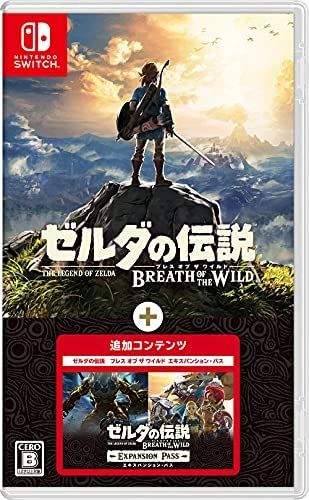 NINTENDO
SWITCH
ゼルダの伝説
ブレス オブ ザ ワイルド
THE LEGEND OF ZELDA
BREATH OF THE WILD
+
追加コンテンツ
ゼルダの伝説 ブレス オブ ザ ワイルド エキスパンション・パス
ゼルダの伝説
THE LEGEND OF ZELDA
BREATH OF THE WILD
EXPANSION PASS
エキスパンション・パス
CERO
B